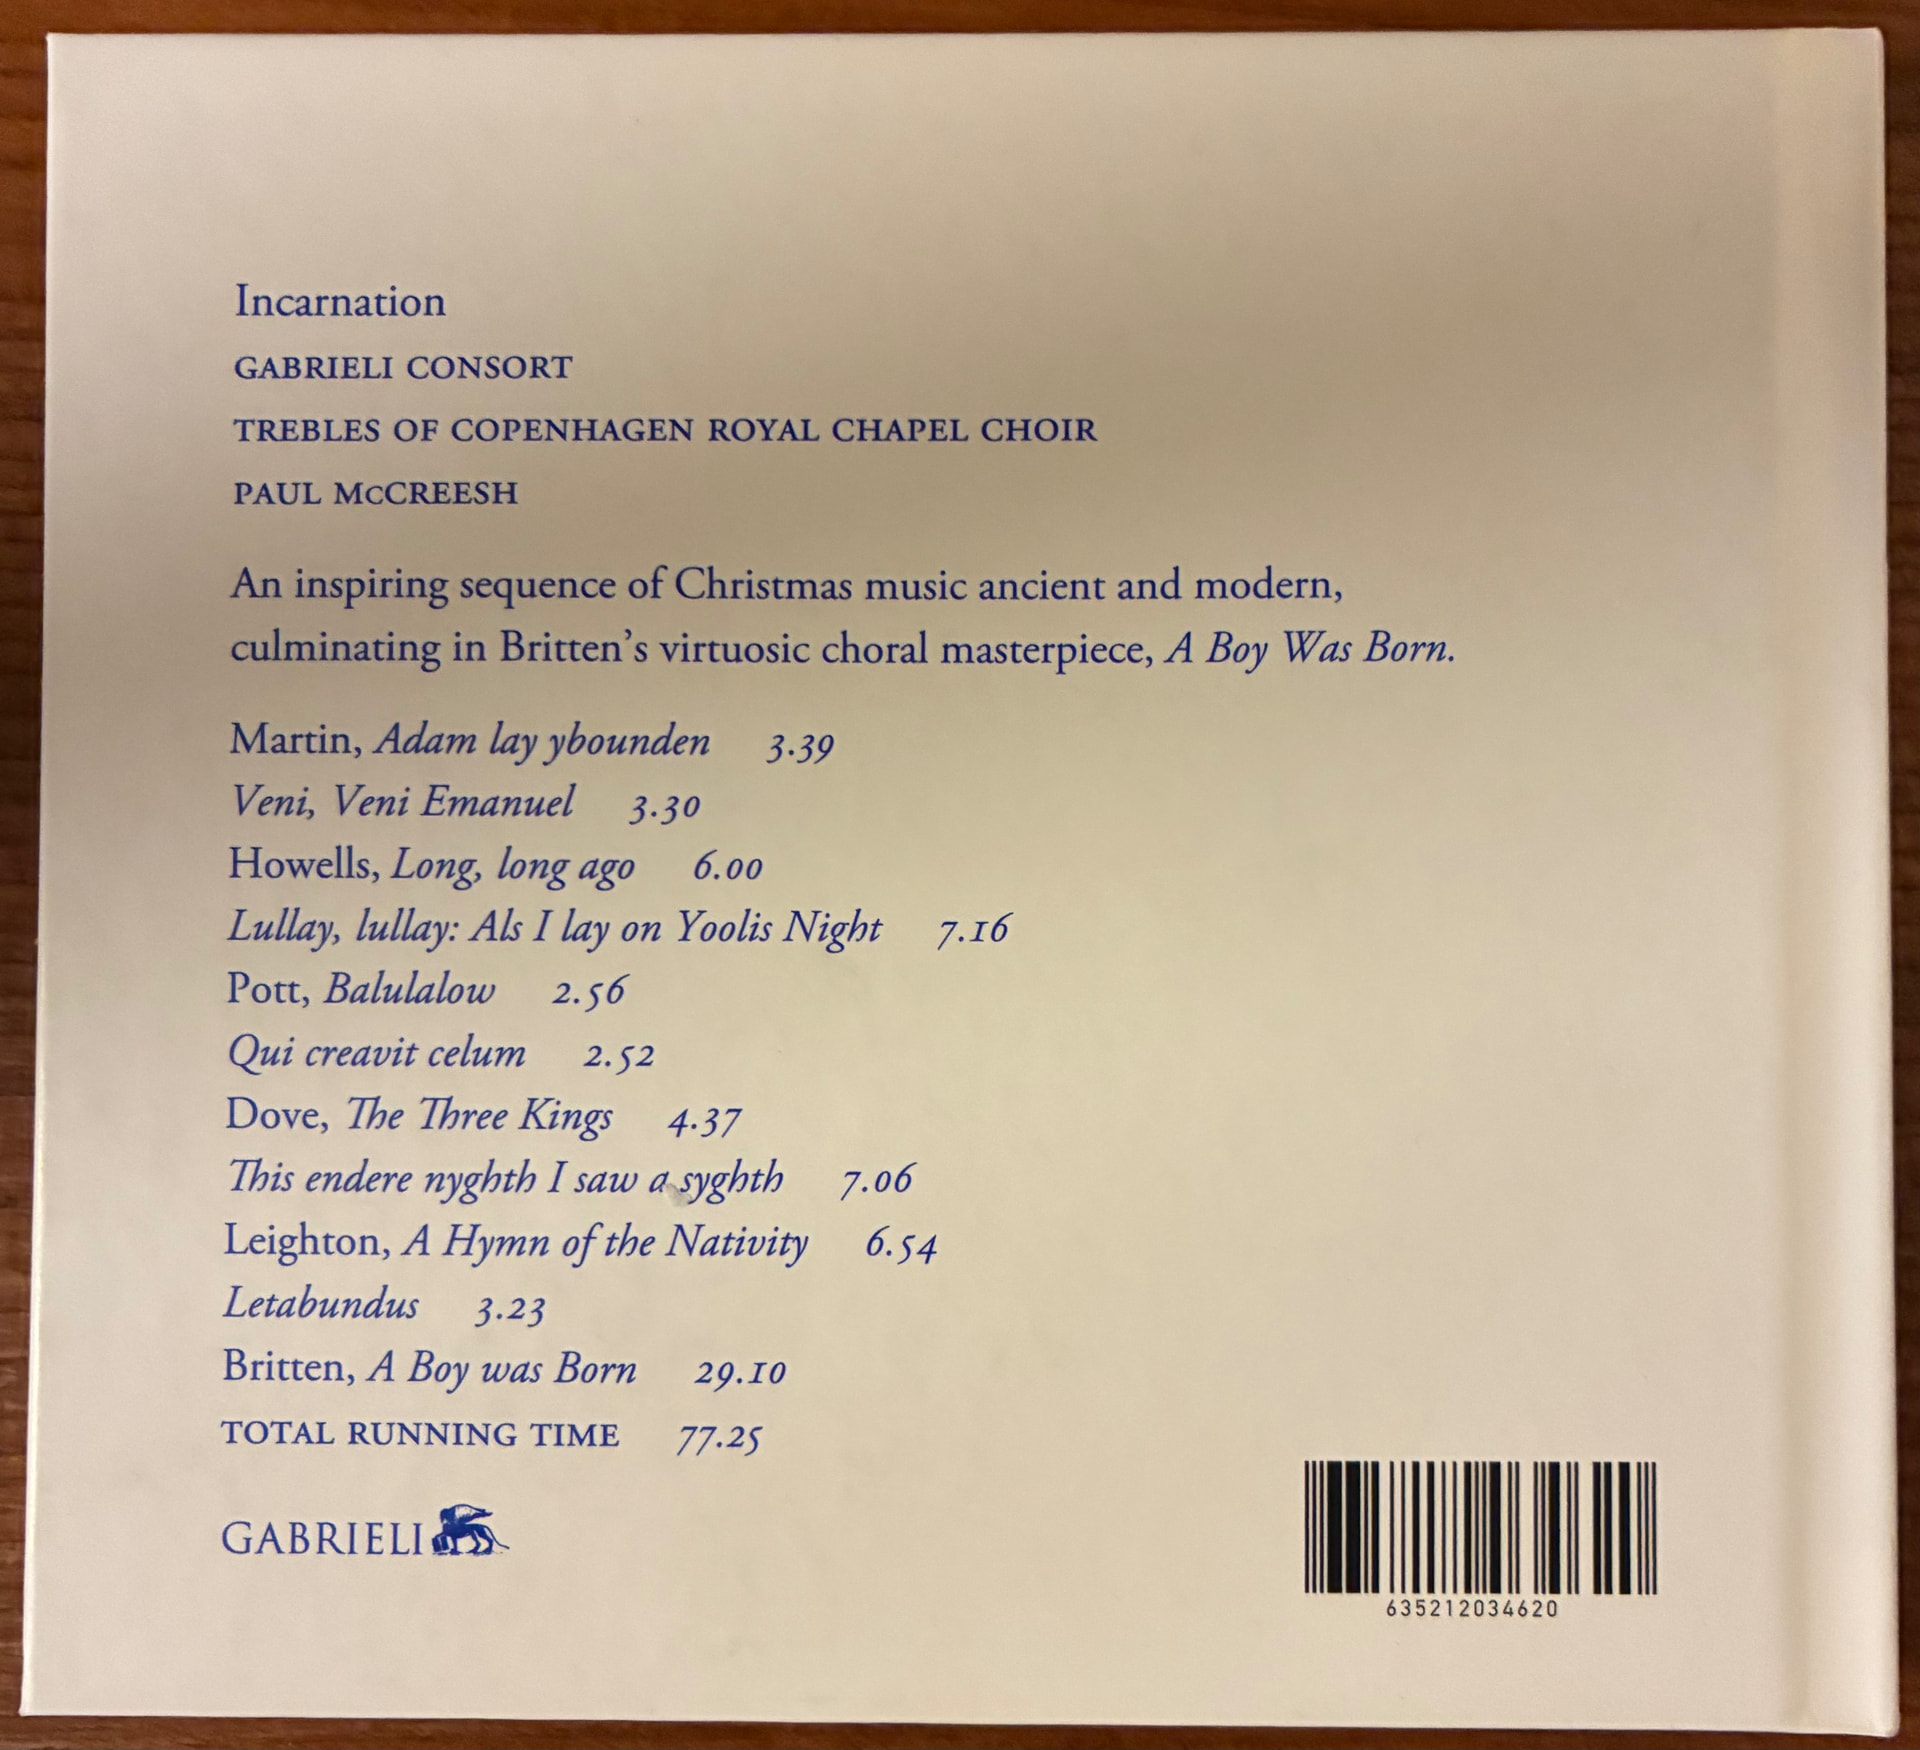 Incarnation
GABRIELI CONSORT
TREBLES OF COPENHAGEN ROYAL CHAPEL CHOIR
PAUL McCREESH
An inspiring sequence of Christmas music ancient and modern,
culminating in Britten’s virtuosic choral masterpiece, A Boy Was Born.
Martin, Adam lay ybounden 3.39
Veni, Veni Emanuel 3.30
Howells, Long, long ago 6.00
Lullay, lullay: Als I lay on Yoolis Night 7.16
Pott, Balulalow 2.56
Qui creavit celum 2.52
Dove, The Three Kings 4.37
This endere nyghth I saw a syghth 7.06
Leighton, A Hymn of the Nativity 6.54
Letabundus 3.23
Britten, A Boy was Born 29.10
TOTAL RUNNING TIME 77.25
GABRIELI
635212034620